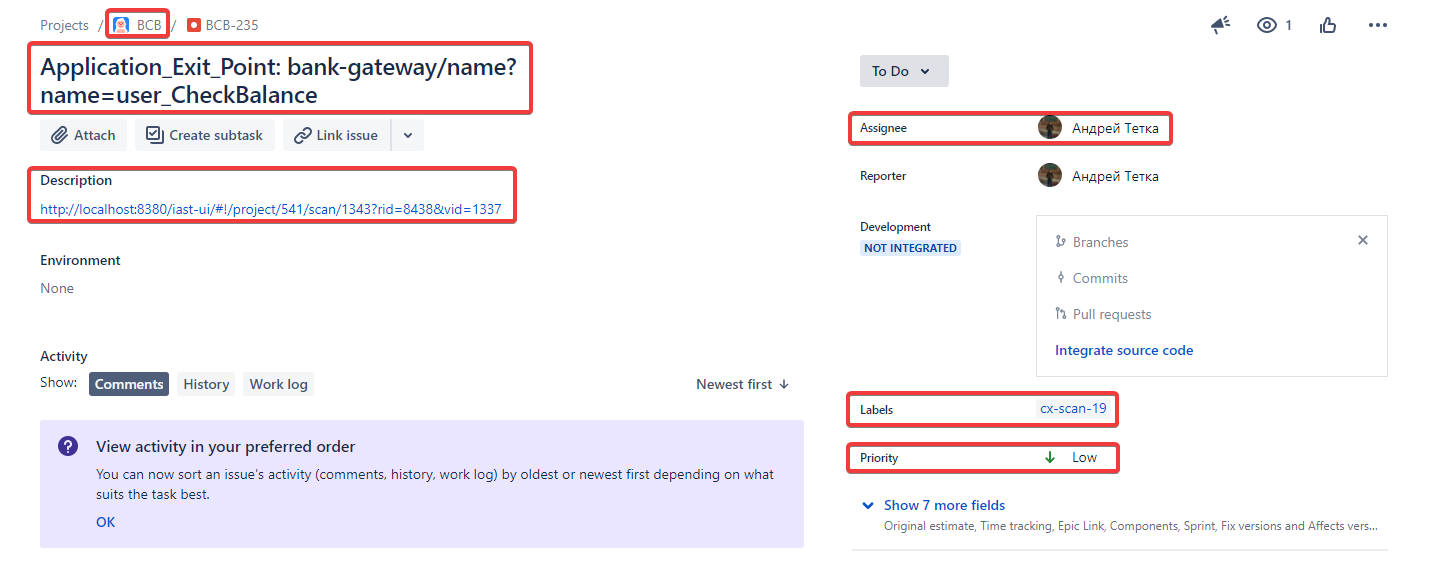 Projects / BCB / BCB-235
1
Application_Exit_Point: bank-gateway/name?
name=user_CheckBalance
Attach
Create subtask
Link issue
Description
http://localhost:8380/iast-ui/#!/project/541/scan/1343?rid=8438&vid=1337
Environment
None
Activity
Show: Comments History Work log
Newest first
? View activity in your preferred order
You can now sort an issue's activity (comments, history, work log) by oldest or newest first depending on what
suits the task best.
OK
To Do
Assignee Андрей Тетка
Reporter Андрей Тетка
Development
NOT INTEGRATED
Branches
Commits
Pull requests
Integrate source code
Labels cx-scan-19
Priority Low
Show 7 more fields
Original estimate, Time tracking, Epic Link, Components, Sprint, Fix versions and Affects vers...